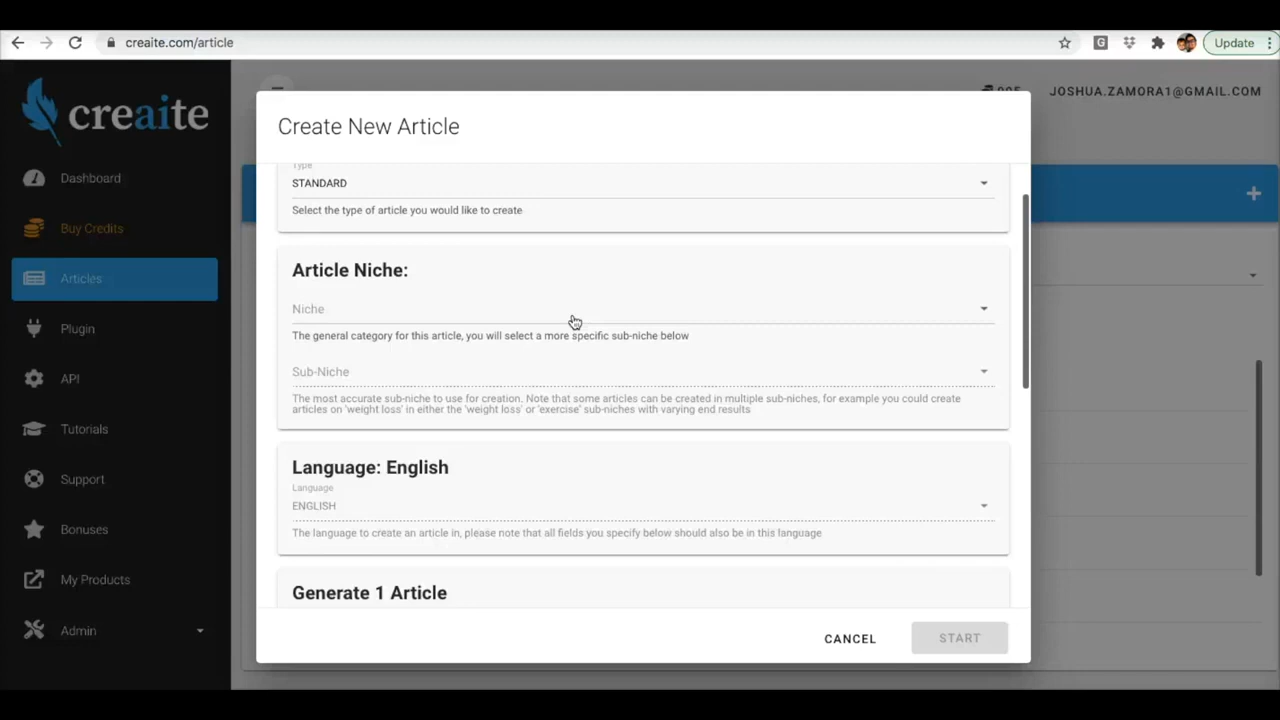 creaite.com/article
Update
creaite
JOSHUA.ZAMORA1@GMAIL.COM
Dashboard
Buy Credits
Articles
Plugin
API
Tutorials
Support
Bonuses
My Products
Admin
Create New Article
Type
STANDARD
Select the type of article you would like to create
Article Niche:
Niche
The general category for this article, you will select a more specific sub-niche below
Sub-Niche
The most accurate sub-niche to use for creation. Note that some articles can be created in multiple sub-niches, for example you could create
articles on 'weight loss' in either the 'weight loss' or 'exercise' sub-niches with varying end results
Language: English
Language
ENGLISH
The language to create an article in, please note that all fields you specify below should also be in this language
Generate 1 Article
CANCEL
START